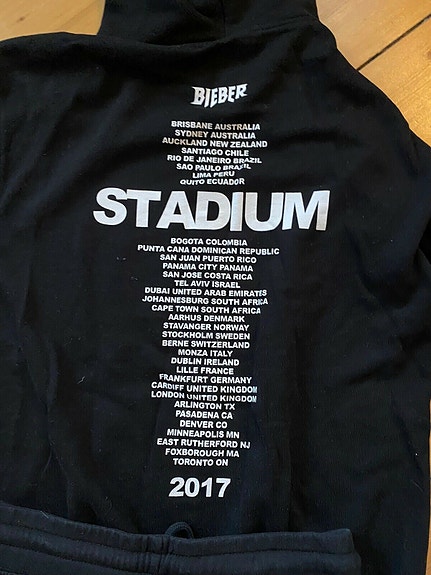 BIEBER
BRISBANE AUSTRALIA
SYDNEY AUSTRALIA
AUCKLAND NEW ZEALAND
SANTIAGO CHILE
RIO DE JANEIRO BRAZIL
SAO PAULO BRAZIL
LIMA PERU
QUITO ECUADOR
STADIUM
BOGOTA COLOMBIA
PUNTA CANA DOMINICAN REPUBLIC
SAN JUAN PUERTO RICO
PANAMA CITY PANAMA
SAN JOSE COSTA RICA
TEL AVIV ISRAEL
DUBAI UNITED ARAB EMIRATES
JOHANNESBURG SOUTH AFRICA
CAPE TOWN SOUTH AFRICA
AARHUS DENMARK
STAVANGER NORWAY
STOCKHOLM SWEDEN
BERNE SWITZERLAND
MONZA ITALY
DUBLIN IRELAND
LILLE FRANCE
FRANKFURT GERMANY
CARDIFF UNITED KINGDOM
LONDON UNITED KINGDOM
ARLINGTON TX
PASADENA CA
DENVER CO
MINNEAPOLIS MN
EAST RUTHERFORD NJ
FOXBOROUGH MA
TORONTO ON
2017